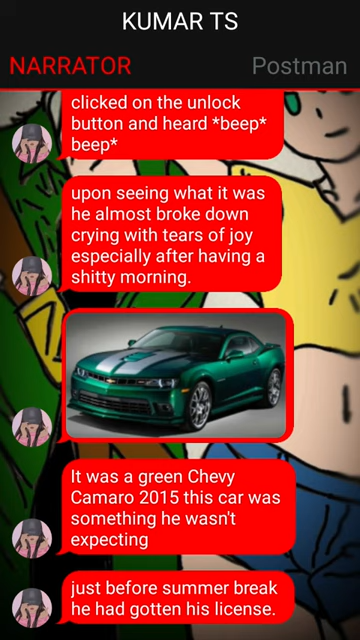 KUMAR TS
NARRATOR
Postman
clicked on the unlock
button and heard *beep*
beep*
upon seeing what it was
he almost broke down
crying with tears of joy
especially after having a
shitty morning.
It was a green Chevy
Camaro 2015 this car was
something he wasn't
expecting
just before summer break
he had gotten his license.